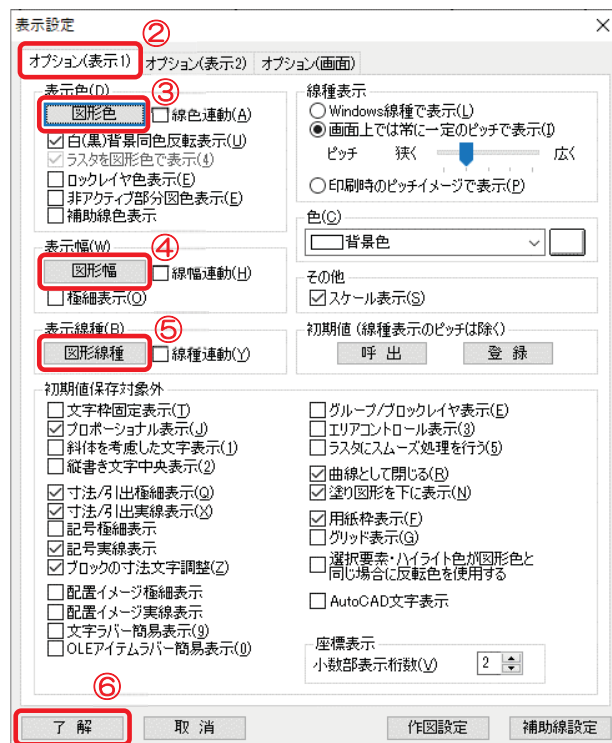 表示設定
②
オプション(表示1) オプション(表示2) オプション(画面)
表示色(D)
③
図形色 線色連動(A)
白(黒)背景同色反転表示(U)
ラスタを図形色で表示(4)
ロックレイヤ色表示(E)
非アクティブ部分図色表示(E)
補助線色表示
表示幅(W)
④
図形幅 線幅連動(H)
極細表示(O)
表示線種(B)
⑤
図形線種 線種連動(Y)
線種表示
Windows線種で表示(L)
画面上では常に一定のピッチで表示(I)
ピッチ 狭く 広く
印刷時のピッチイメージで表示(P)
色(C)
背景色
その他
スケール表示(S)
初期値 (線種表示のピッチは除く)
呼 出 登 録
初期値保存対象外
文字枠固定表示(T)
プロポーショナル表示(J)
斜体を考慮した文字表示(1)
縦書き文字中央表示(2)
寸法/引出極細表示(Q)
寸法/引出実線表示(X)
記号極細表示
記号実線表示
ブロックの寸法文字調整(Z)
配置イメージ極細表示
配置イメージ実線表示
文字ラバー簡易表示(9)
OLEアイテムラバー簡易表示(0)
グループ/ブロックレイヤ表示(E)
エリアコントロール表示(3)
ラスタにスムーズ処理を行う(5)
曲線として閉じる(R)
塗り図形を下に表示(N)
用紙枠表示(F)
グリッド表示(G)
選択要素・ハイライト色が図形色と
同じ場合に反転色を使用する
AutoCAD文字表示
座標表示
小数部表示桁数(V) 2
⑥
了 解 取 消 作図設定 補助線設定